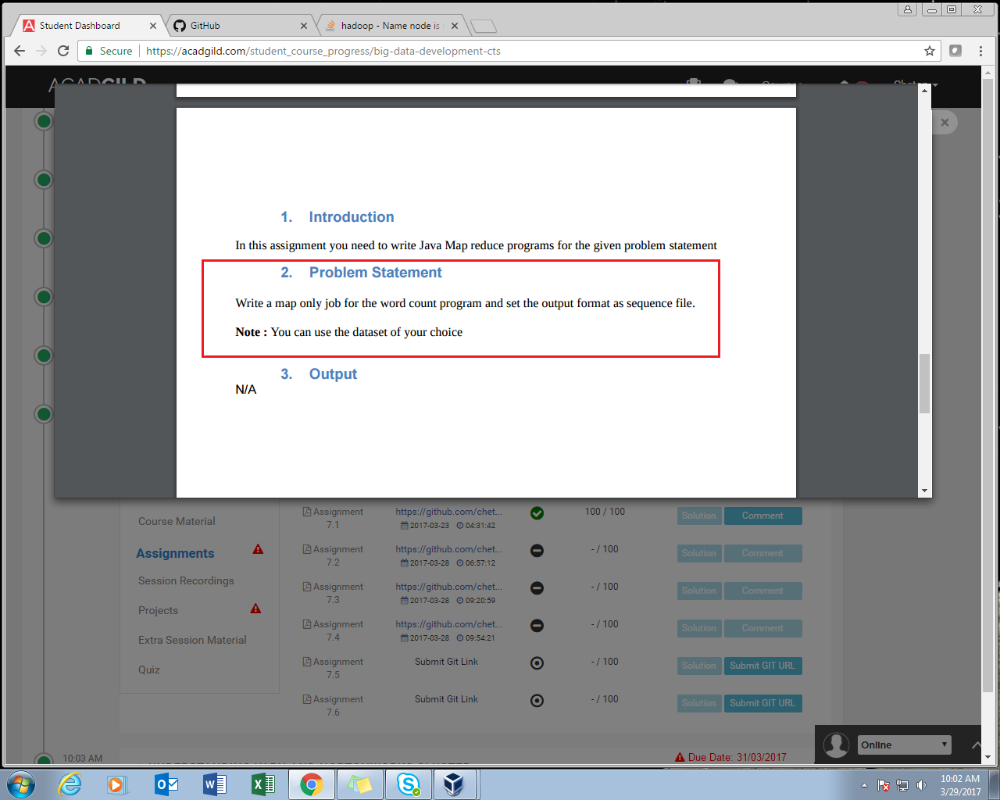 Student Dashboard
GitHub
hadoop - Name node is
Secure
https://acadgild.com/student_course_progress/big-data-development-cts
ACADGILD
1. Introduction
In this assignment you need to write Java Map reduce programs for the given problem statement
2. Problem Statement
Write a map only job for the word count program and set the output format as sequence file.
Note : You can use the dataset of your choice
3. Output
N/A
Course Material
Assignments
Session Recordings
Projects
Extra Session Material
Quiz
Assignment 7.1 https://github.com/chet... 100 / 100 Solution Comment
2017-03-23 04:31:42
Assignment 7.2 https://github.com/chet... - / 100 Solution Comment
2017-03-28 06:57:12
Assignment 7.3 https://github.com/chet... - / 100 Solution Comment
2017-03-28 09:20:59
Assignment 7.4 https://github.com/chet... - / 100 Solution Comment
2017-03-28 09:54:21
Assignment 7.5 Submit Git Link - / 100 Solution Submit GIT URL
Assignment 7.6 Submit Git Link - / 100 Solution Submit GIT URL
10:03 AM
Due Date: 31/03/2017
Online
10:02 AM
3/29/2017